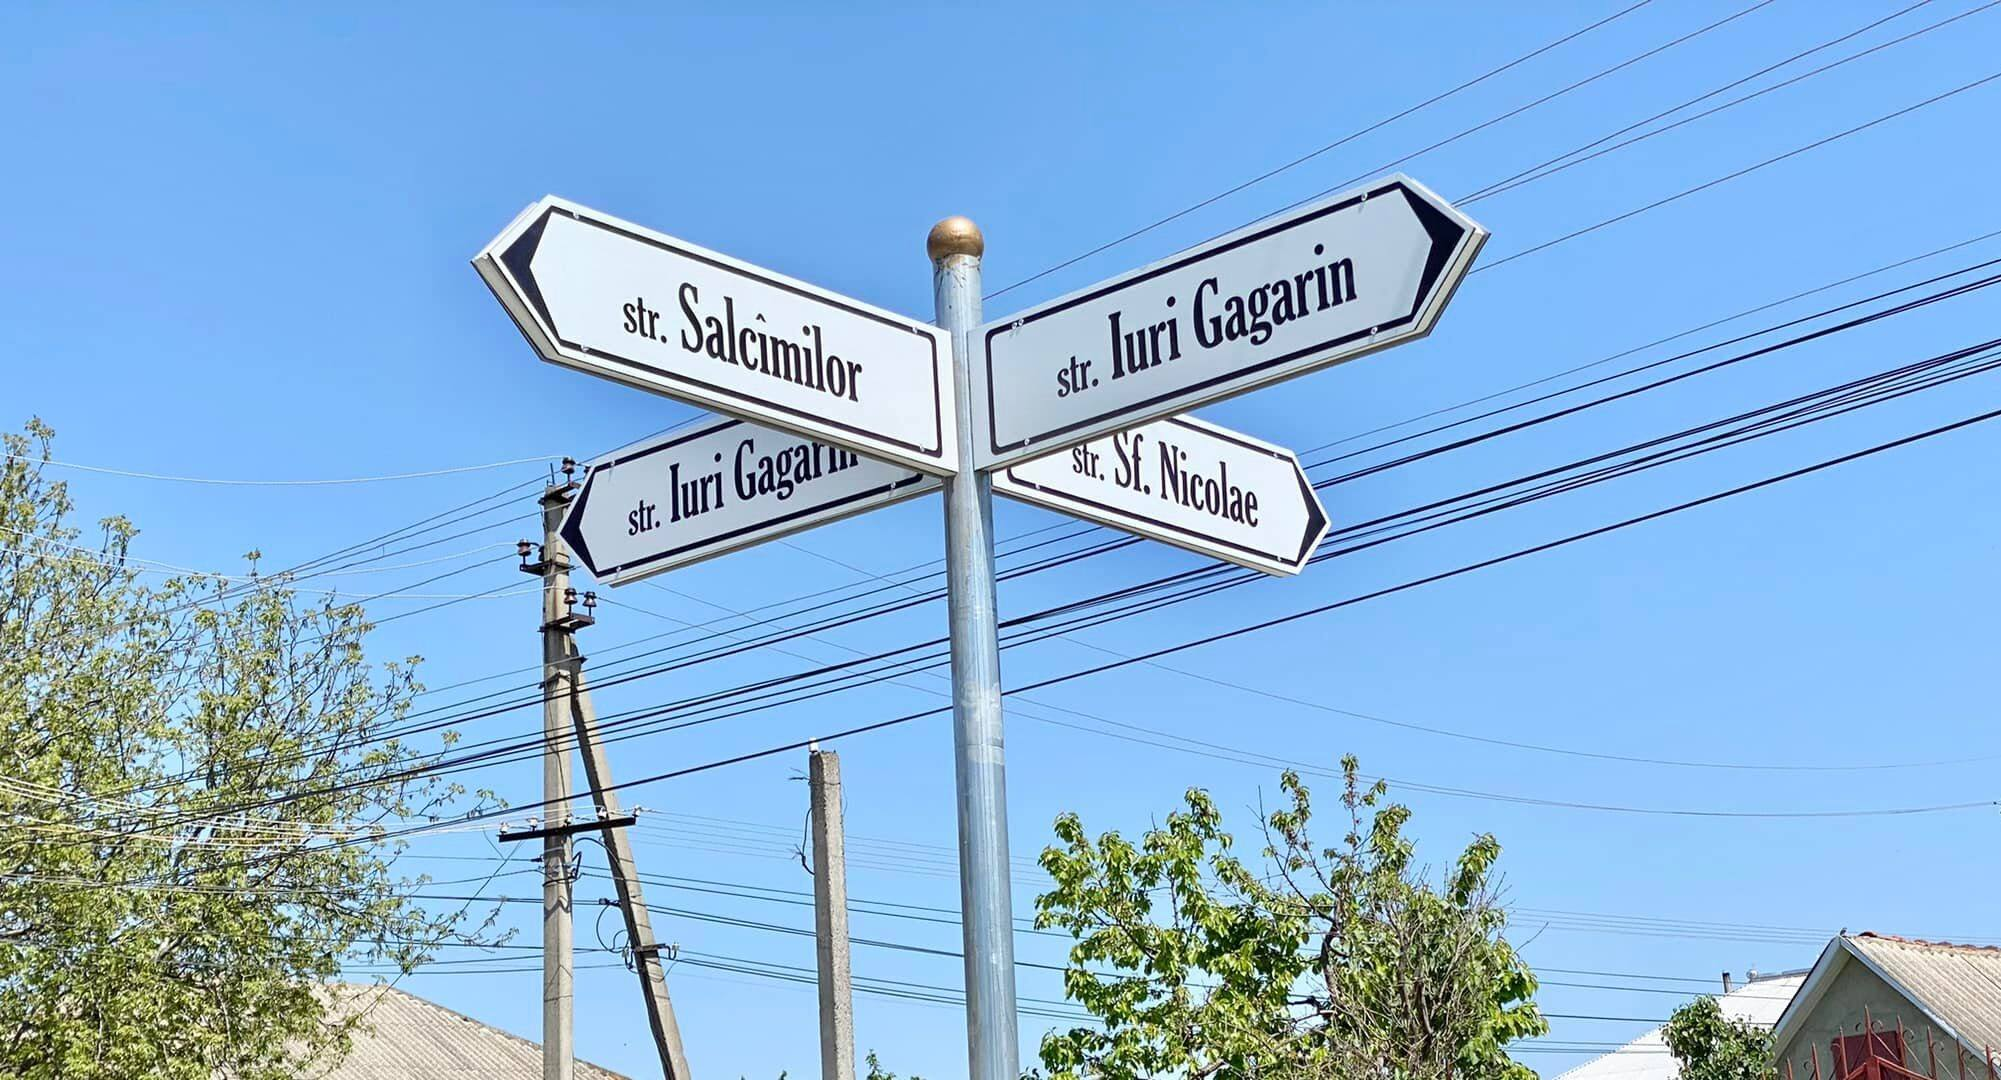 str. Salcîmilor
str. Iuri Gagarin
str. Iuri Gagarin
str. Sf. Nicolae